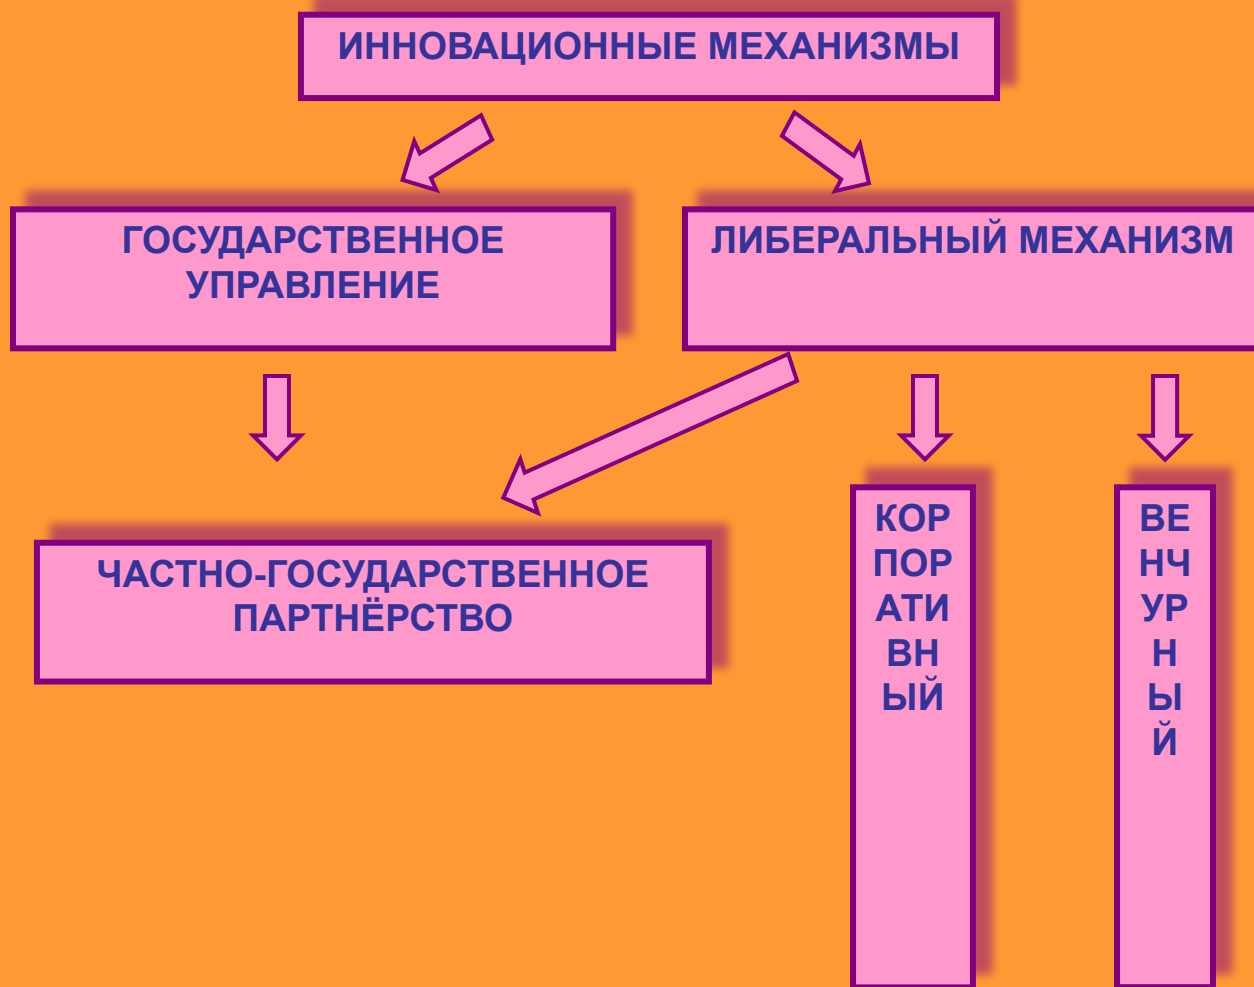 ИННОВАЦИОННЫЕ МЕХАНИЗМЫ
ГОСУДАРСТВЕННОЕ
УПРАВЛЕНИЕ
ЛИБЕРАЛЬНЫЙ МЕХАНИЗМ
ЧАСТНО-ГОСУДАРСТВЕННОЕ
ПАРТНЁРСТВО
КОР
ПОР
АТИ
ВН
ЫЙ
ВЕ
НЧ
УР
Н
Ы
Й